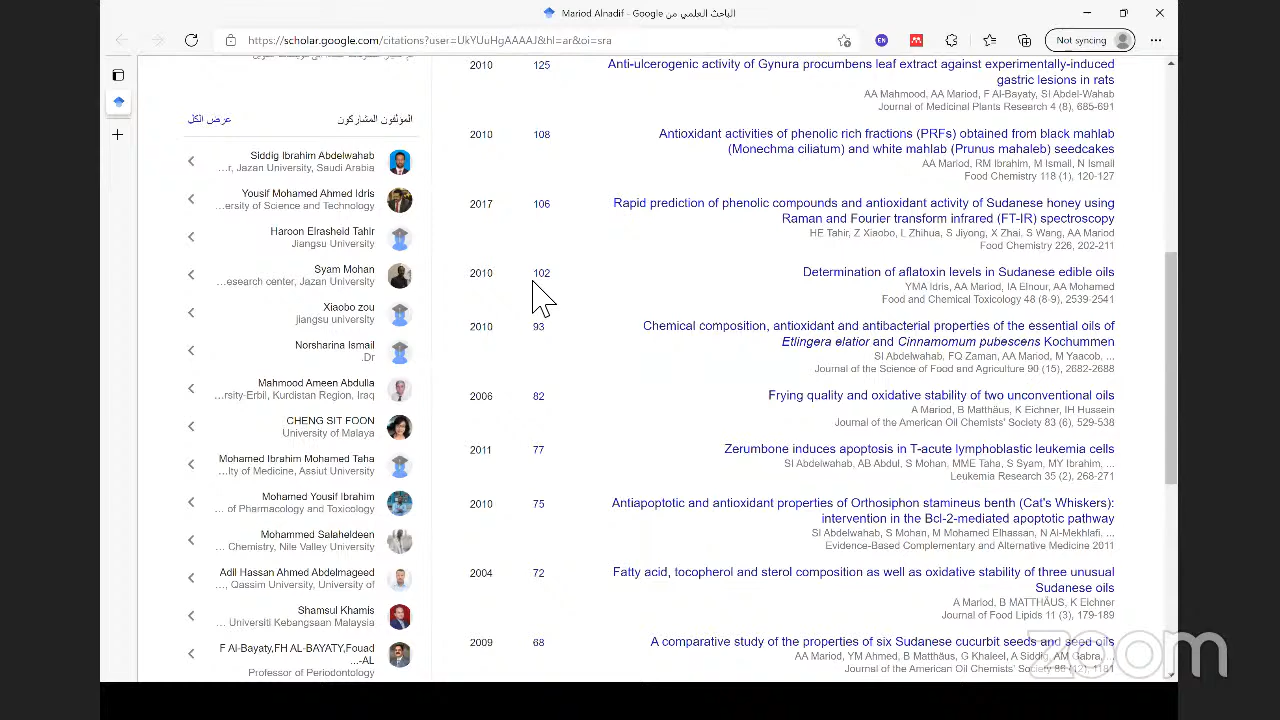 الباحث العلمي من Google - Mariod Alnadif
https://scholar.google.com/citations?user=UkYUuHgAAAAJ&hl=ar&oi=sra
EN
Not syncing
Anti-ulcerogenic activity of Gynura procumbens leaf extract against experimentally-induced
gastric lesions in rats
AA Mahmood, AA Mariod, F Al-Bayaty, SI Abdel-Wahab
Journal of Medicinal Plants Research 4 (8), 685-691
125
2010
Antioxidant activities of phenolic rich fractions (PRFs) obtained from black mahlab
(Monechma ciliatum) and white mahlab (Prunus mahaleb) seedcakes
AA Mariod, RM Ibrahim, M Ismail, N Ismail
Food Chemistry 118 (1), 120-127
108
2010
Rapid prediction of phenolic compounds and antioxidant activity of Sudanese honey using
Raman and Fourier transform infrared (FT-IR) spectroscopy
HE Tahir, Z Xiaobo, L Zhihua, S Jiyong, X Zhai, S Wang, AA Mariod
Food Chemistry 226, 202-211
106
2017
Determination of aflatoxin levels in Sudanese edible oils
YMA Idris, AA Mariod, IA Elnour, AA Mohamed
Food and Chemical Toxicology 48 (8-9), 2539-2541
102
2010
Chemical composition, antioxidant and antibacterial properties of the essential oils of
Etlingera elatior and Cinnamomum pubescens Kochummen
SI Abdelwahab, FQ Zaman, AA Mariod, M Yaacob, ...
Journal of the Science of Food and Agriculture 90 (15), 2682-2688
93
2010
Frying quality and oxidative stability of two unconventional oils
A Mariod, B Matthäus, K Eichner, IH Hussein
Journal of the American Oil Chemists' Society 83 (6), 529-538
82
2006
Zerumbone induces apoptosis in T-acute lymphoblastic leukemia cells
SI Abdelwahab, AB Abdul, S Mohan, MME Taha, S Syam, MY Ibrahim, ...
Leukemia Research 35 (2), 268-271
77
2011
Antiapoptotic and antioxidant properties of Orthosiphon stamineus benth (Cat's Whiskers):
intervention in the Bcl-2-mediated apoptotic pathway
SI Abdelwahab, S Mohan, M Mohamed Elhassan, N Al-Mekhlafi, ...
Evidence-Based Complementary and Alternative Medicine 2011
75
2010
Fatty acid, tocopherol and sterol composition as well as oxidative stability of three unusual
Sudanese oils
A Mariod, B MATTHÄUS, K Eichner
Journal of Food Lipids 11 (3), 179-189
72
2004
A comparative study of the properties of six Sudanese cucurbit seeds and seed oils
AA Mariod, YM Ahmed, B Matthäus, G Khaleel, A Siddig, AM Gabra, ...
Journal of the American Oil Chemists' Society 86 (12), 1181
68
2009
المؤلفون المشاركون
عرض الكل
Siddig Ibrahim Abdelwahab
...r, Jazan University, Saudi Arabia
Yousif Mohamed Ahmed Idris
...ersity of Science and Technology
Haroon Elrasheid Tahir
Jiangsu University
Syam Mohan
...esearch center, Jazan University
Xiaobo zou
jiangsu university
Norsharina Ismail
.Dr
Mahmood Ameen Abdulla
...rsity-Erbil, Kurdistan Region, Iraq
CHENG SIT FOON
University of Malaya
Mohamed Ibrahim Mohamed Taha
...lty of Medicine, Assiut University
Mohamed Yousif Ibrahim
... of Pharmacology and Toxicology
Mohammed Salaheldeen
... Chemistry, Nile Valley University
Adil Hassan Ahmed Abdelmageed
..., Qassim University, University of
Shamsul Khamis
... Universiti Kebangsaan Malaysia
F Al-Bayaty,FH AL-BAYATY,Fouad
...-AL
Professor of Periodontology
zoom